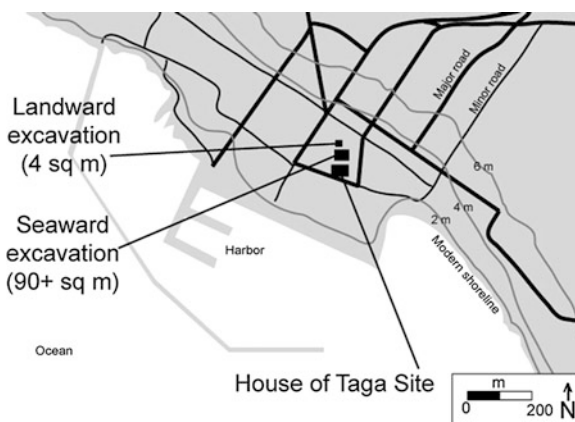 Landward
excavation
(4 sq m)
Seaward
excavation
(90+ sq m)
Major road
Minor road
6 m
4 m
2 m
Modern shoreline
Harbor
Ocean
House of Taga Site
m
0 200
N